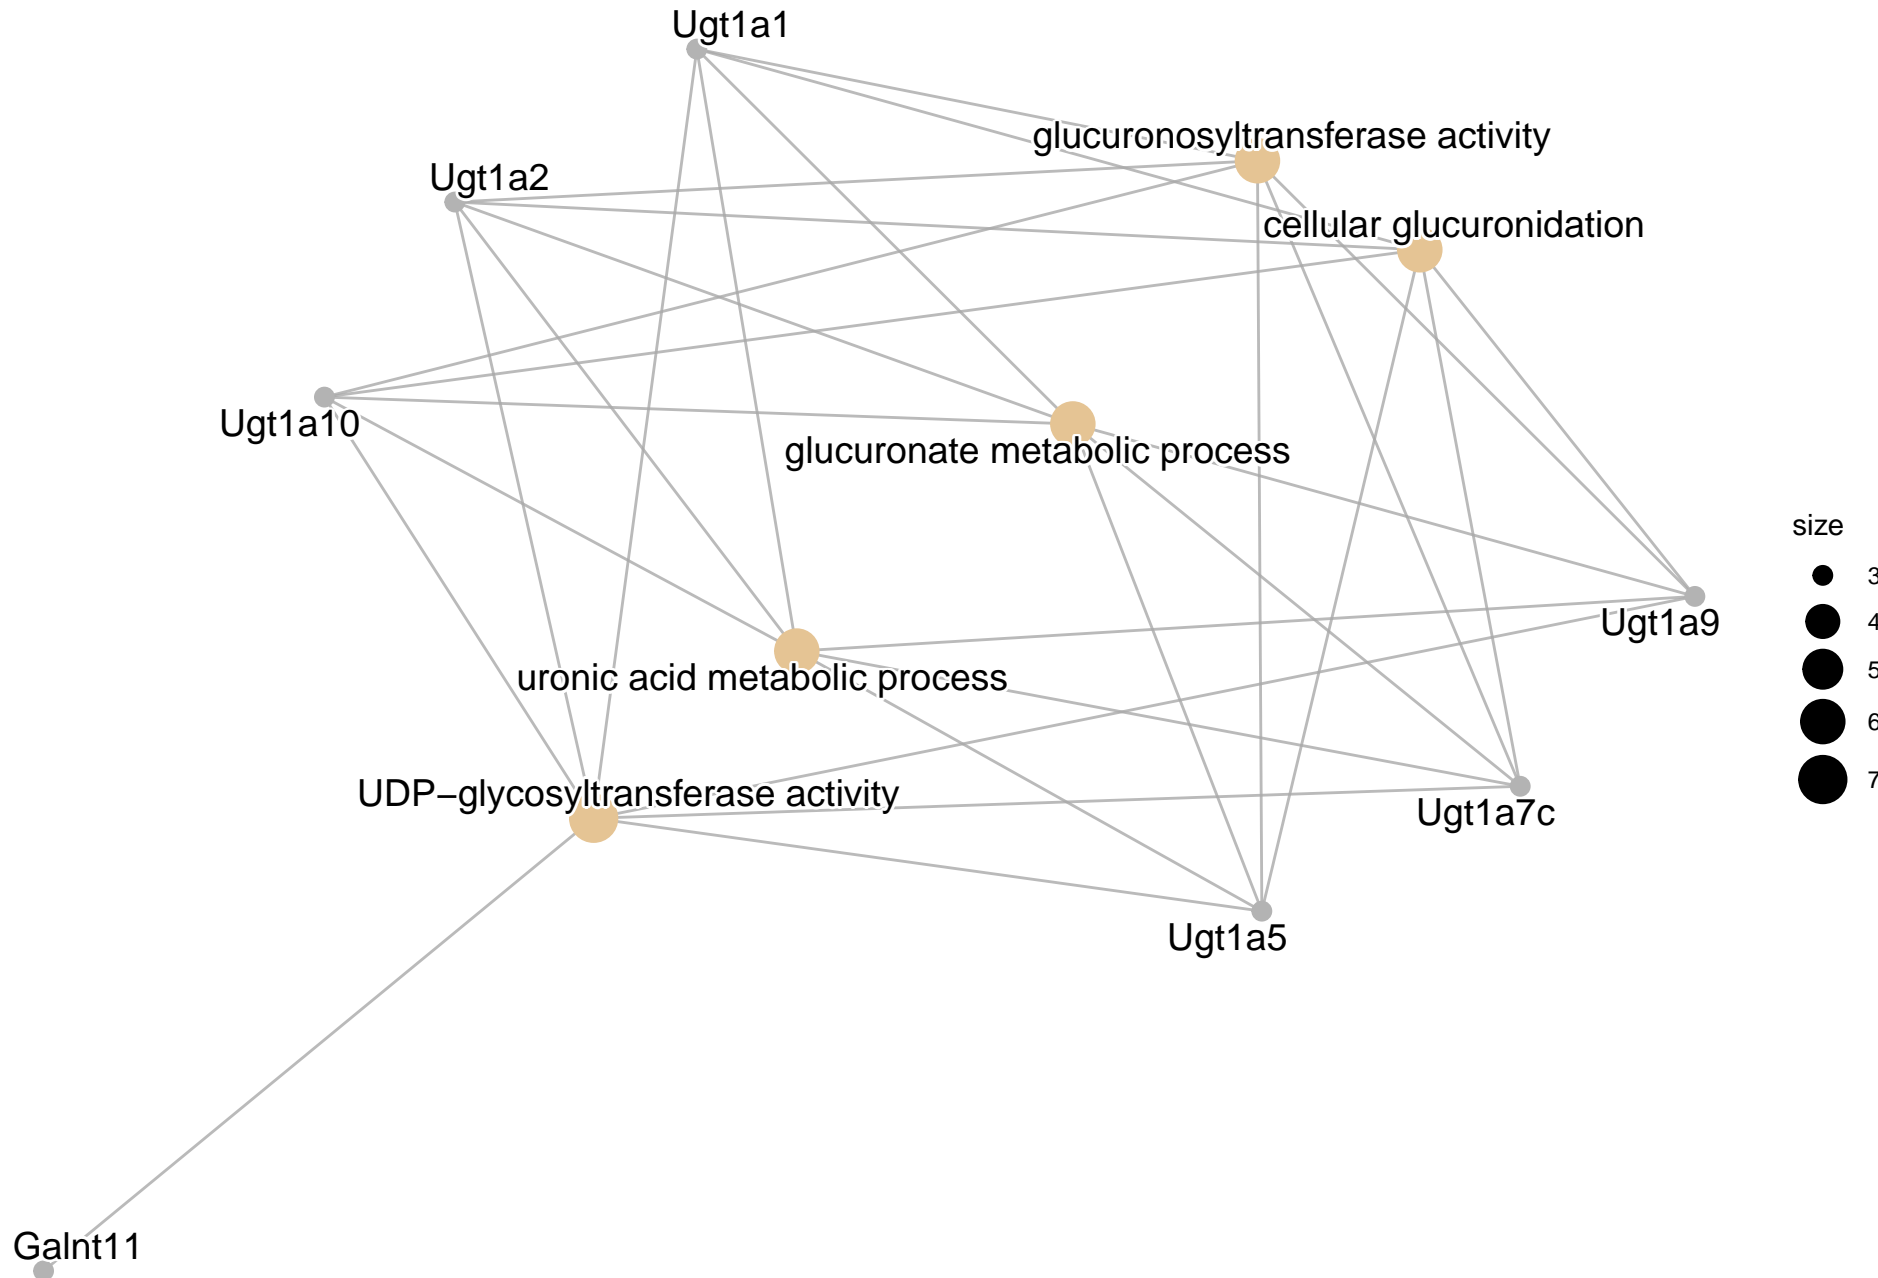 Ugt1a1
glucuronosyltransferase activity
Ugt1a2
cellular glucuronidation
Ugt1a10
glucuronate metabolic process
size
3
4
5
6
7
Ugt1a9
uronic acid metabolic process
UDP−glycosyltransferase activity
Ugt1a7c
Ugt1a5
Galnt11